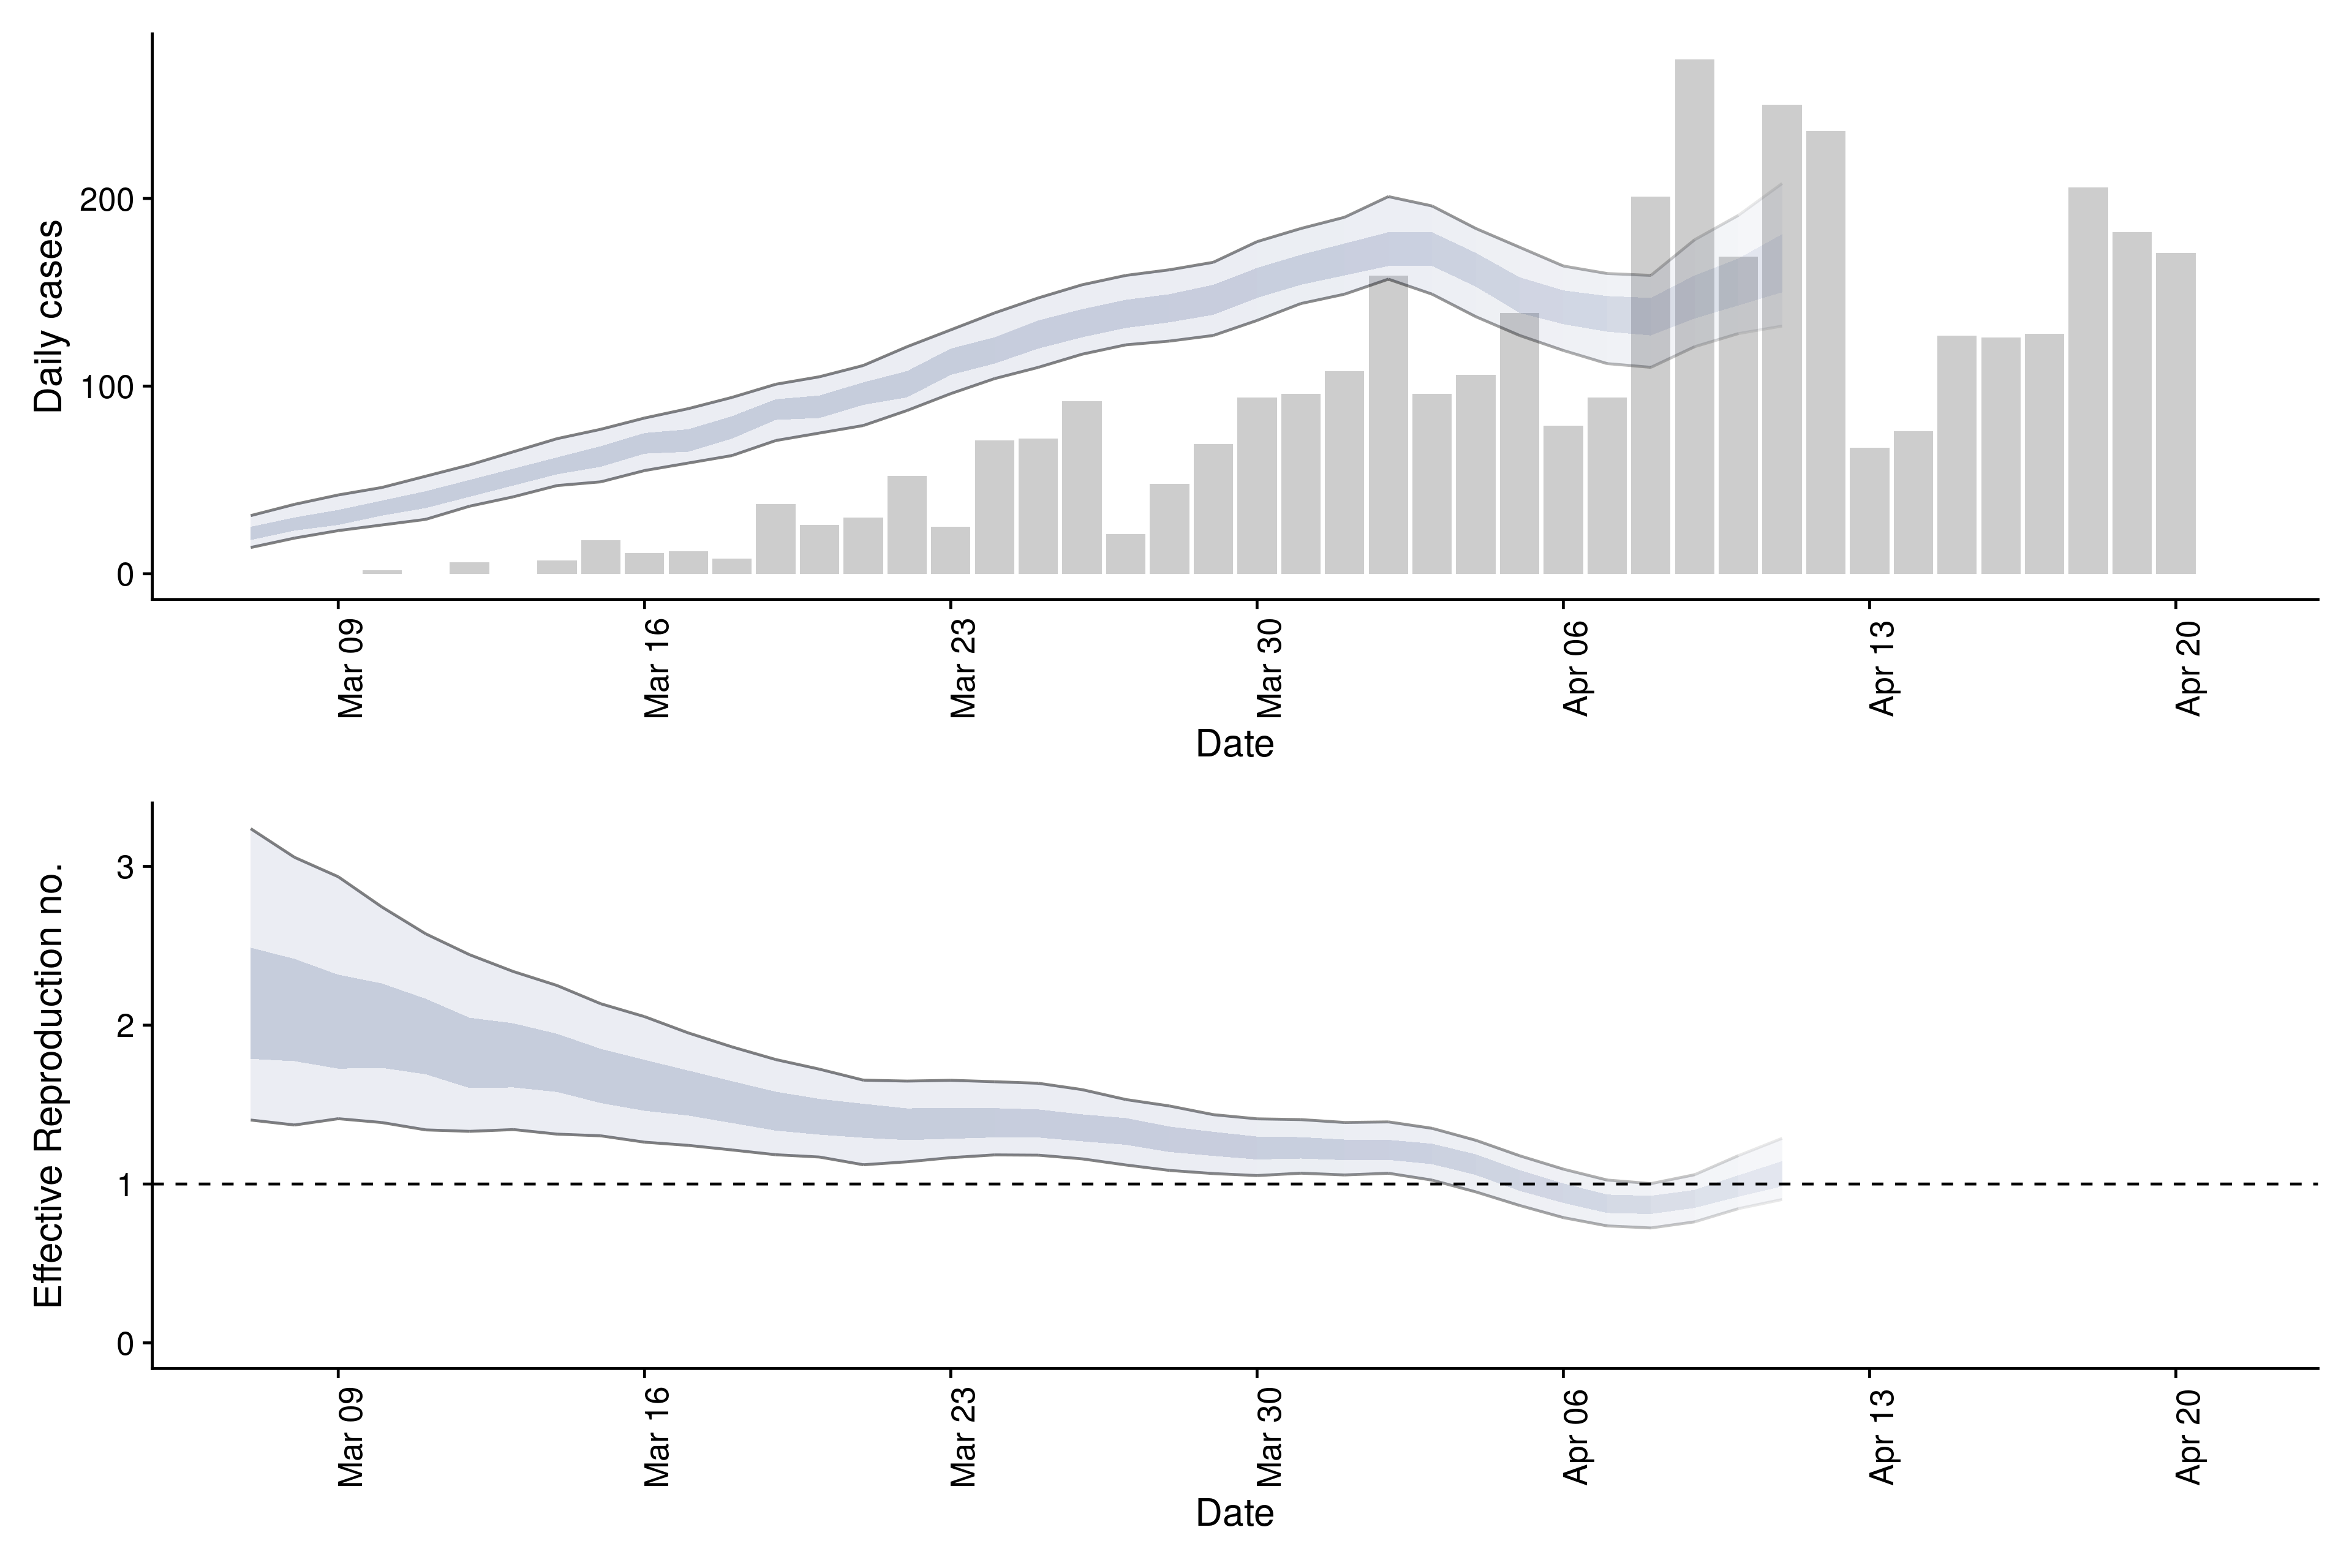 Daily cases
200
100
0
Mar 09
Mar 16
Mar 23
Mar 30
Apr 06
Apr 13
Apr 20
Date
Effective Reproduction no.
3
2
1
0
Mar 09
Mar 16
Mar 23
Mar 30
Apr 06
Apr 13
Apr 20
Date